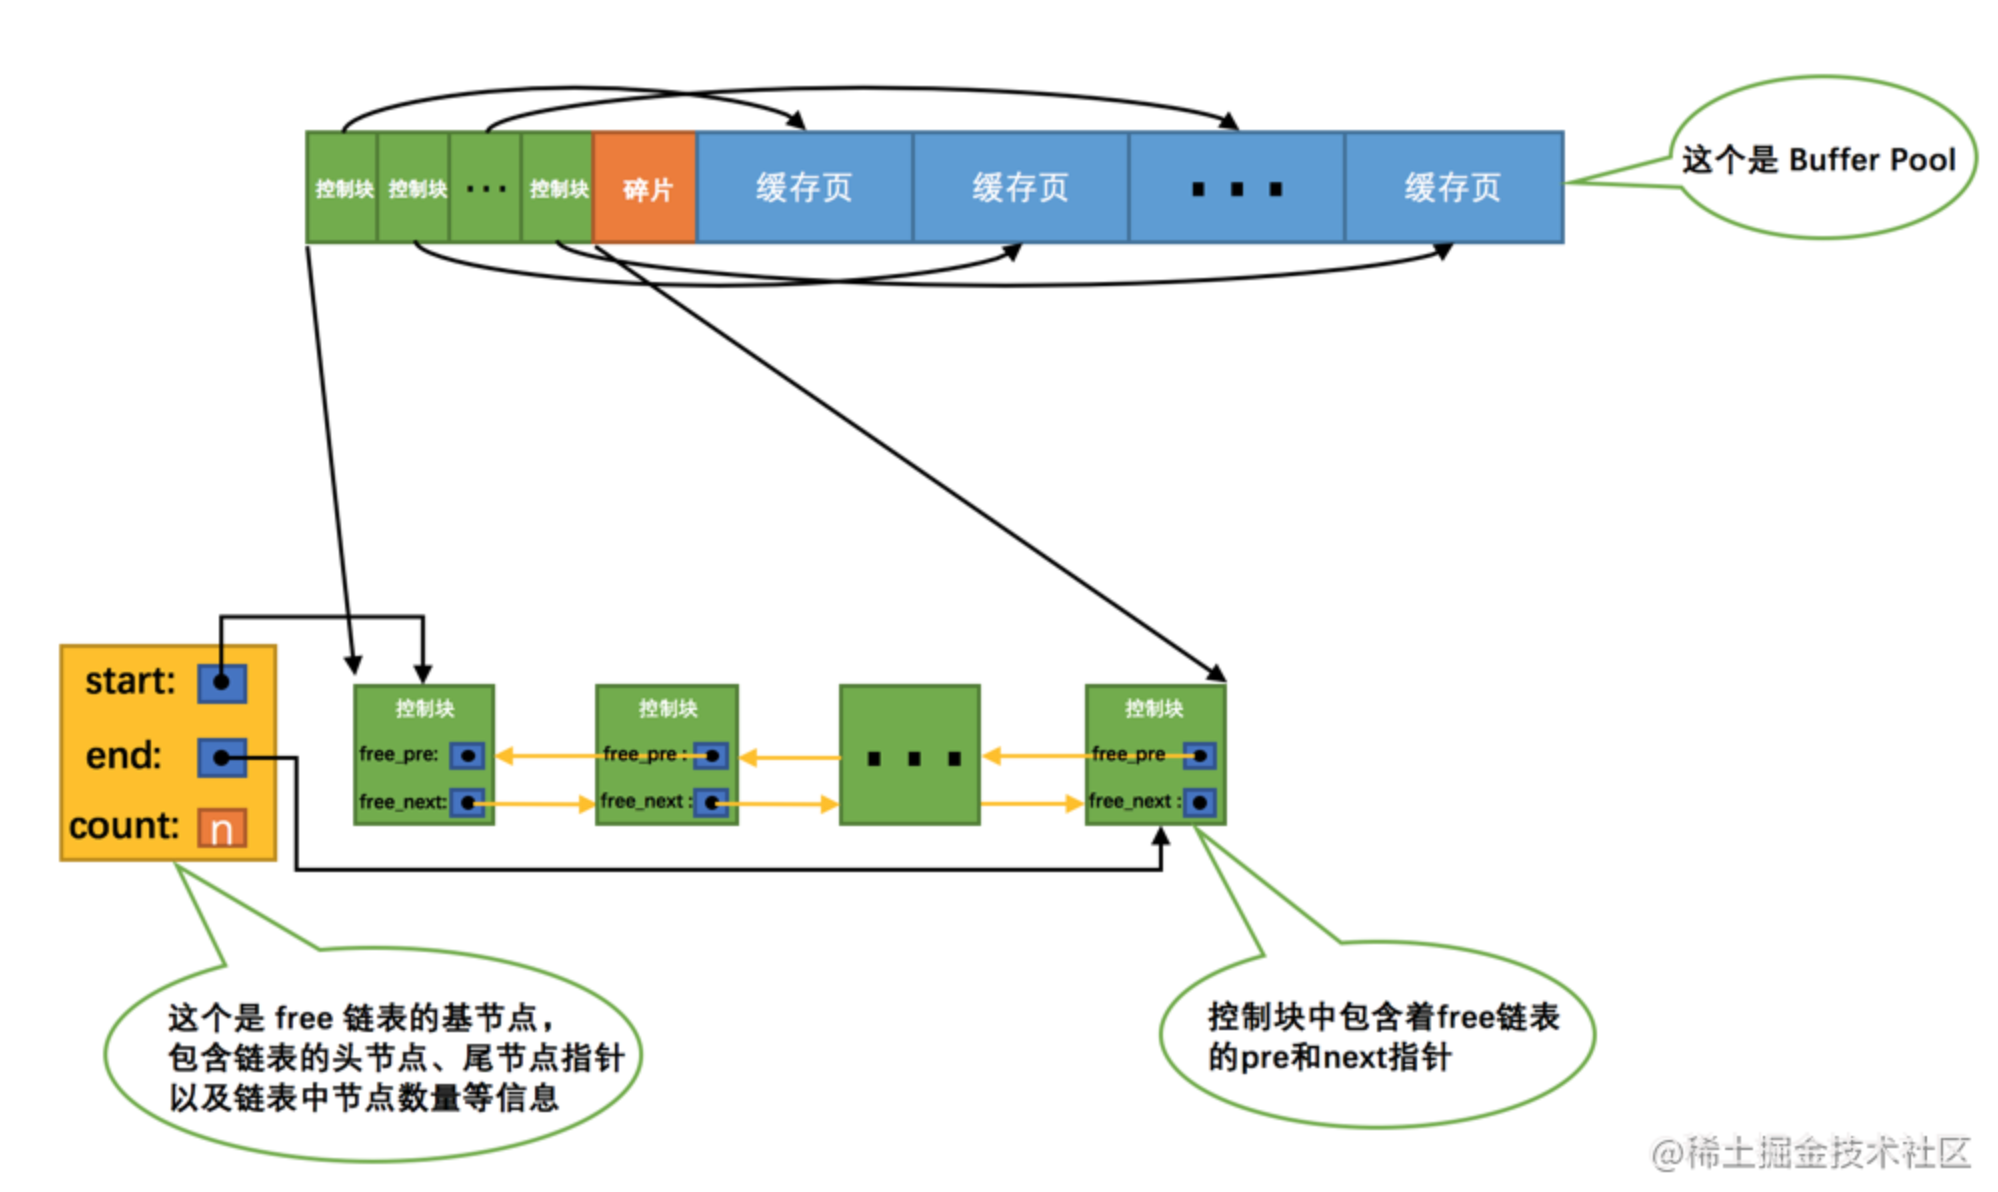 这个是 Buffer Pool
控制块 控制块 ··· 控制块 碎片 缓存页 缓存页 ··· 缓存页
start:
end:
count: n
控制块
free_pre:
free_next:
控制块
free_pre :
free_next :
···
控制块
free_pre
free_next :
这个是 free 链表的基节点，
包含链表的头节点、尾节点指针
以及链表中节点数量等信息
控制块中包含着free链表
的pre和next指针
@稀土掘金技术社区